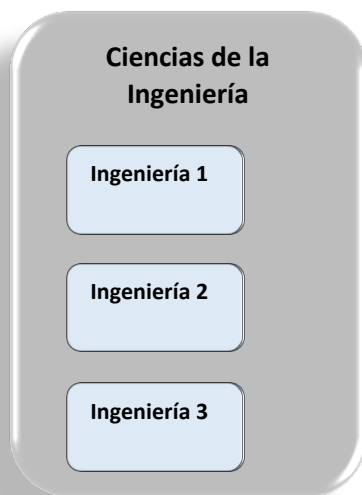 Ciencias de la
Ingeniería
Ingeniería 1
Ingeniería 2
Ingeniería 3